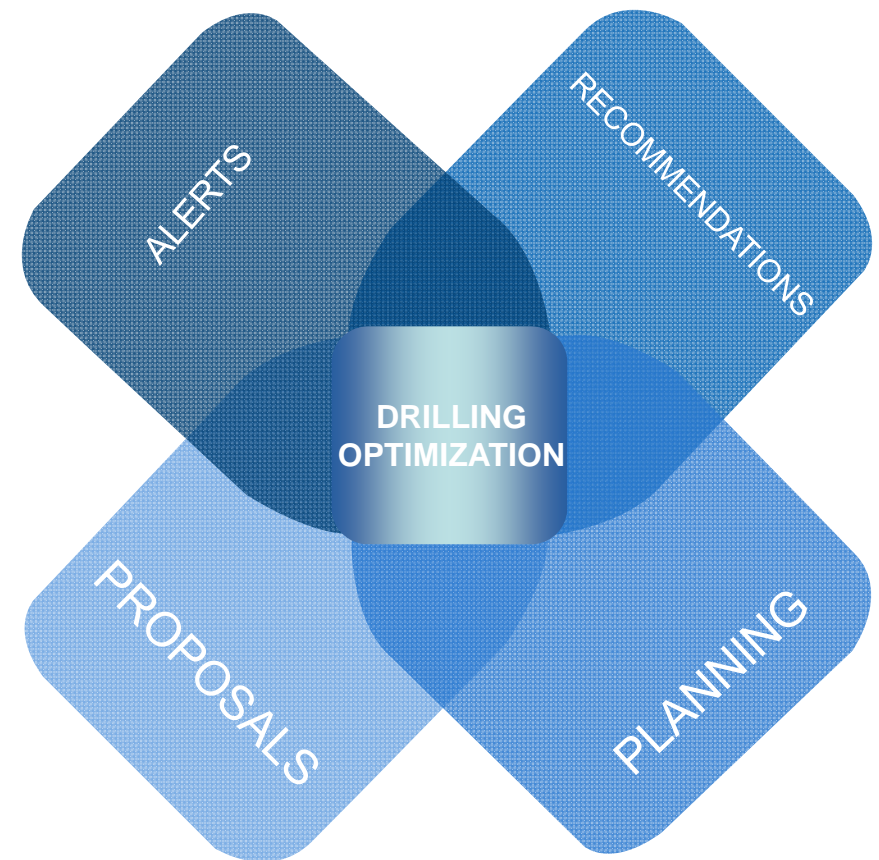 ALERTS
RECOMMENDATIONS
DRILLING
OPTIMIZATION
PROPOSALS
PLANNING